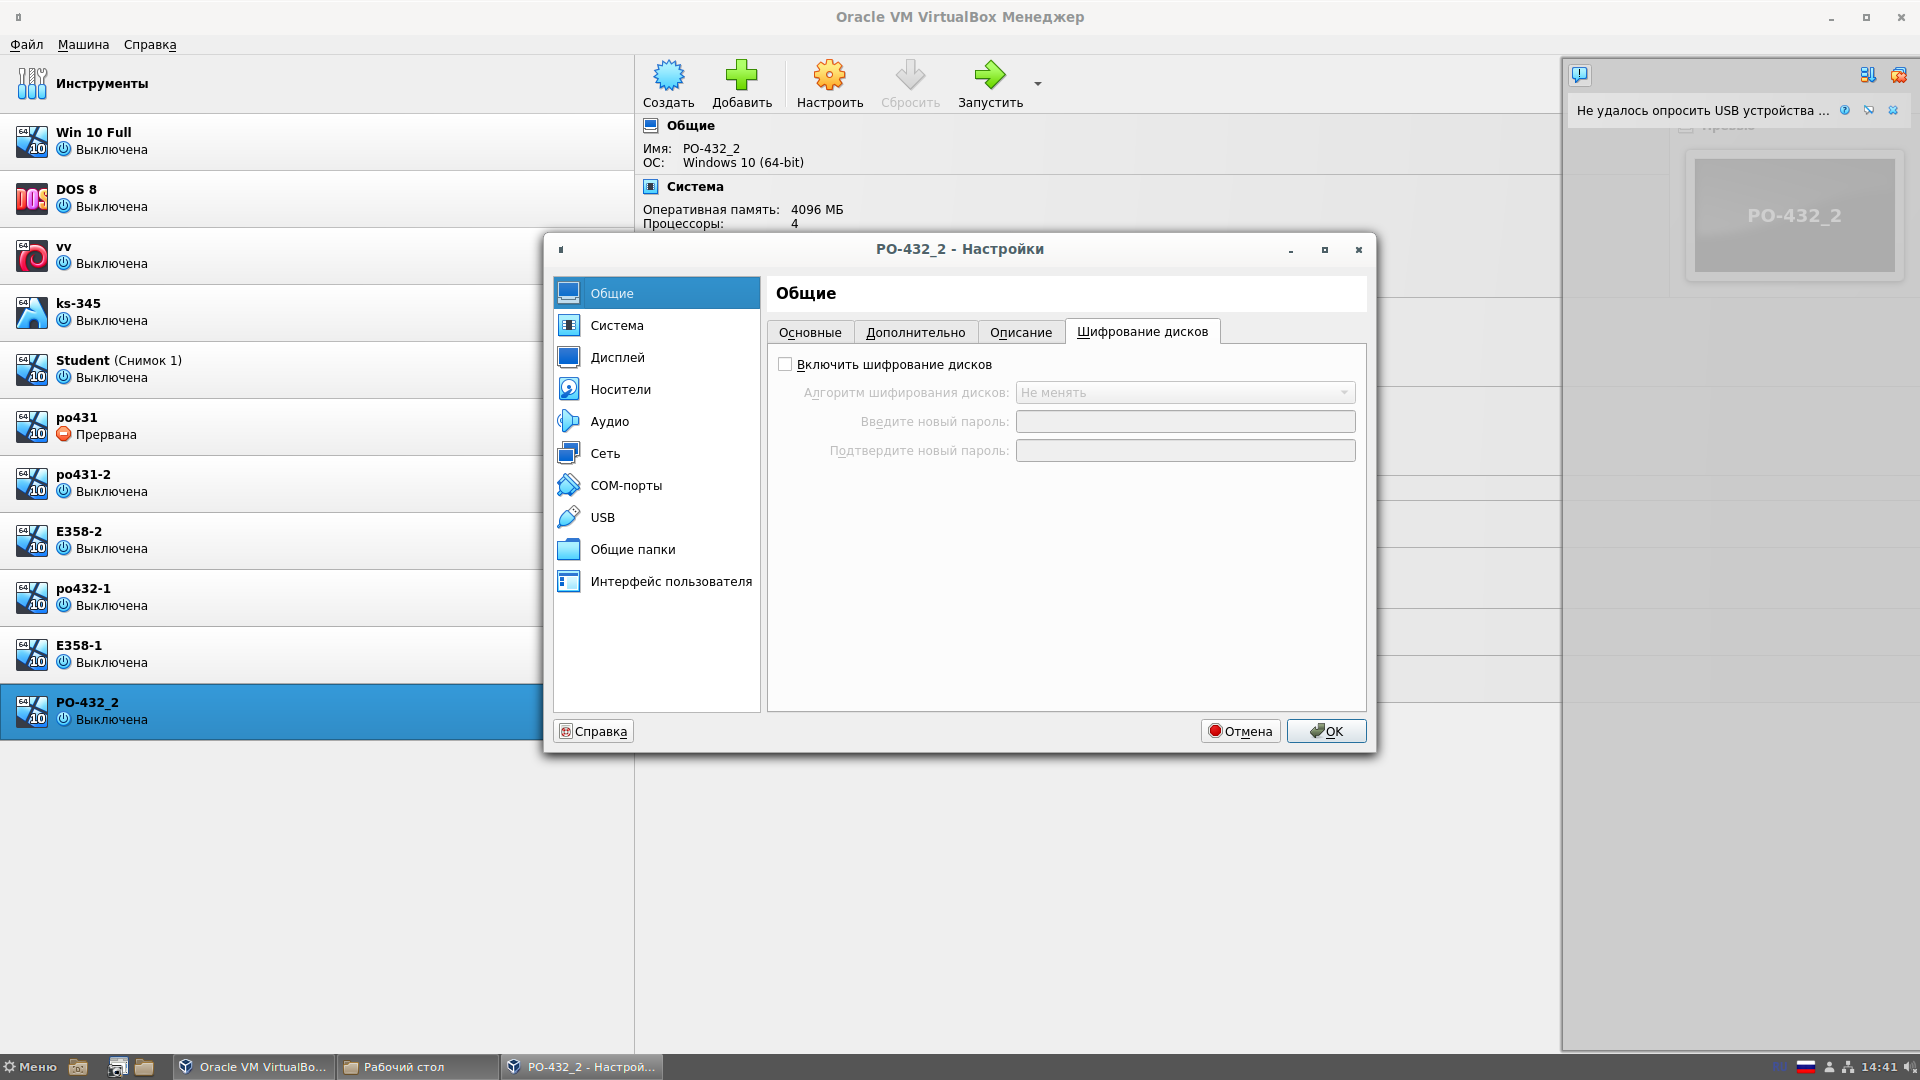 Oracle VM VirtualBox Менеджер
Файл Машина Справка
Инструменты
Win 10 Full
Выключена
DOS 8
Выключена
vv
Выключена
ks-345
Выключена
Student (Снимок 1)
Выключена
po431
Прервана
po431-2
Выключена
E358-2
Выключена
po432-1
Выключена
E358-1
Выключена
PO-432_2
Выключена
Создать Добавить Настроить Сбросить Запустить
Общие
Имя: PO-432_2
ОС: Windows 10 (64-bit)
Система
Оперативная память: 4096 МБ
Процессоры: 4
Не удалось опросить USB устройства ...
PO-432_2
PO-432_2 - Настройки
Общие
Система
Дисплей
Носители
Аудио
Сеть
COM-порты
USB
Общие папки
Интерфейс пользователя
Общие
Основные Дополнительно Описание Шифрование дисков
Включить шифрование дисков
Алгоритм шифирования дисков: Не менять
Введите новый пароль:
Подтвердите новый пароль:
Справка Отмена OK
Меню Oracle VM VirtualBo... Рабочий стол PO-432_2 - Настрой... 14:41